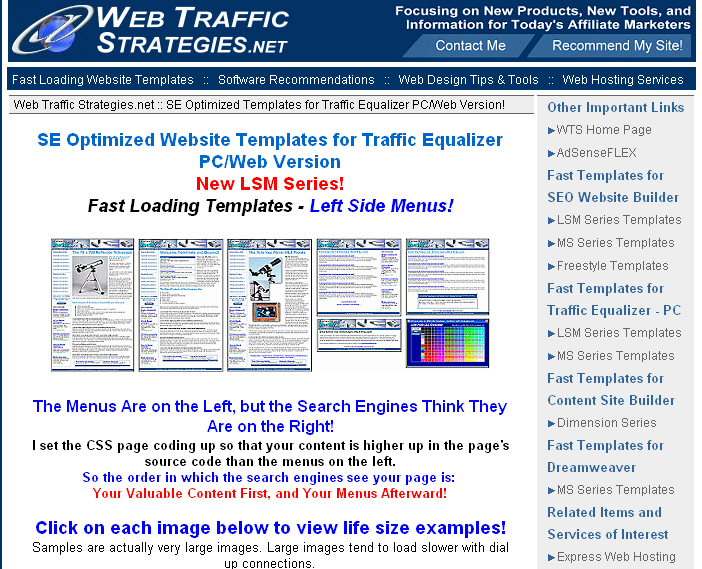 WEB TRAFFIC
STRATEGIES.NET
Focusing on New Products, New Tools, and
Information for Today's Affiliate Marketers
Contact Me
Recommend My Site!
Fast Loading Website Templates :: Software Recommendations :: Web Design Tips & Tools :: Web Hosting Services
Web Traffic Strategies.net :: SE Optimized Templates for Traffic Equalizer PC/Web Version!
SE Optimized Website Templates for Traffic Equalizer
PC/Web Version
New LSM Series!
Fast Loading Templates - Left Side Menus!
The Menus Are on the Left, but the Search Engines Think They
Are on the Right!
I set the CSS page coding up so that your content is higher up in the page's
source code than the menus on the left.
So the order in which the search engines see your page is:
Your Valuable Content First, and Your Menus Afterward!
Click on each image below to view life size examples!
Samples are actually very large images. Large images tend to load slower with dial
up connections.
Other Important Links
WTS Home Page
AdSenseFLEX
Fast Templates for
SEO Website Builder
LSM Series Templates
MS Series Templates
Freestyle Templates
Fast Templates for
Traffic Equalizer - PC
LSM Series Templates
MS Series Templates
Fast Templates for
Content Site Builder
Dimension Series
Fast Templates for
Dreamweaver
MS Series Templates
Related Items and
Services of Interest
Express Web Hosting